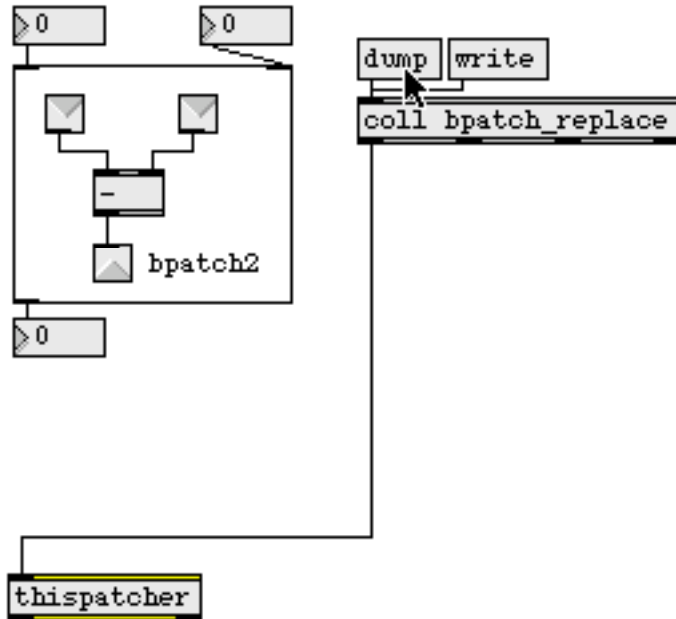 0
0
dump
write
coll bpatch_replace
-
bpatch2
0
thispatcher